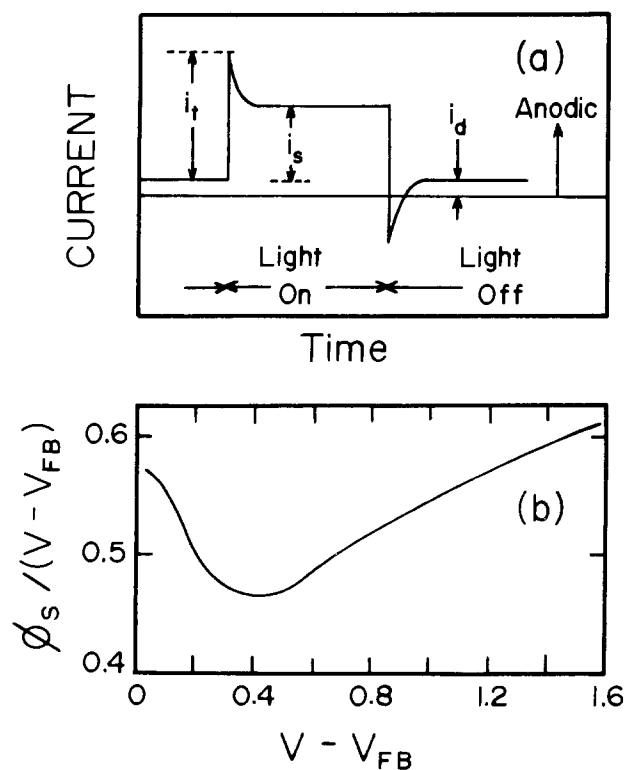 (a)
CURRENT
i_t
i_s
i_d
Anodic
Light
On
Light
Off
Time
(b)
ϕ_S /(V − V_FB)
0.6
0.5
0.4
0
0.4
0.8
1.2
1.6
V − V_FB